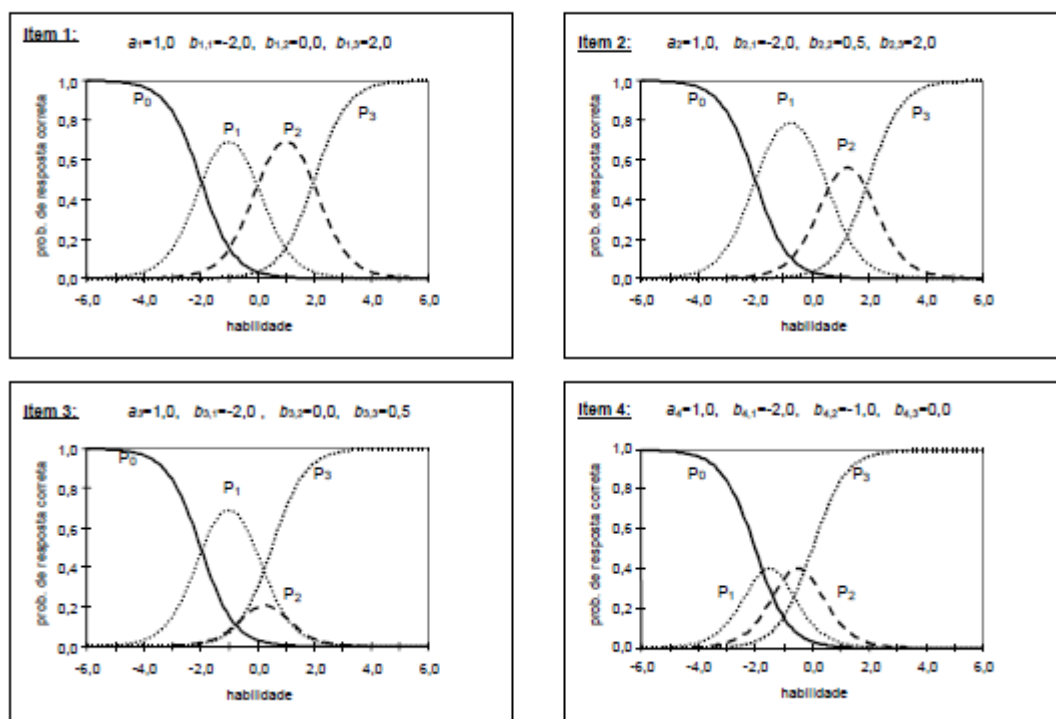 Item 1: a₁=1,0 b₁,₁=-2,0, b₁,₂=0,0, b₁,₃=2,0
prob. de resposta correta
1,0
0,8
0,6
0,4
0,2
0,0
P₀
P₁
P₂
P₃
-6,0 -4,0 -2,0 0,0 2,0 4,0 6,0
habilidade
Item 2: a₂=1,0, b₂,₁=-2,0, b₂,₂=0,5, b₂,₃=2,0
prob. de resposta correta
1,0
0,8
0,6
0,4
0,2
0,0
P₀
P₁
P₂
P₃
-6,0 -4,0 -2,0 0,0 2,0 4,0 6,0
habilidade
Item 3: a₃=1,0, b₃,₁=-2,0 , b₃,₂=0,0, b₃,₃=0,5
prob. de resposta correta
1,0
0,8
0,6
0,4
0,2
0,0
P₀
P₁
P₂
P₃
-6,0 -4,0 -2,0 0,0 2,0 4,0 6,0
habilidade
Item 4: a₄=1,0, b₄,₁=-2,0, b₄,₂=-1,0, b₄,₃=0,0
prob. de resposta correta
1,0
0,8
0,6
0,4
0,2
0,0
P₀
P₁
P₂
P₃
-6,0 -4,0 -2,0 0,0 2,0 4,0 6,0
habilidade